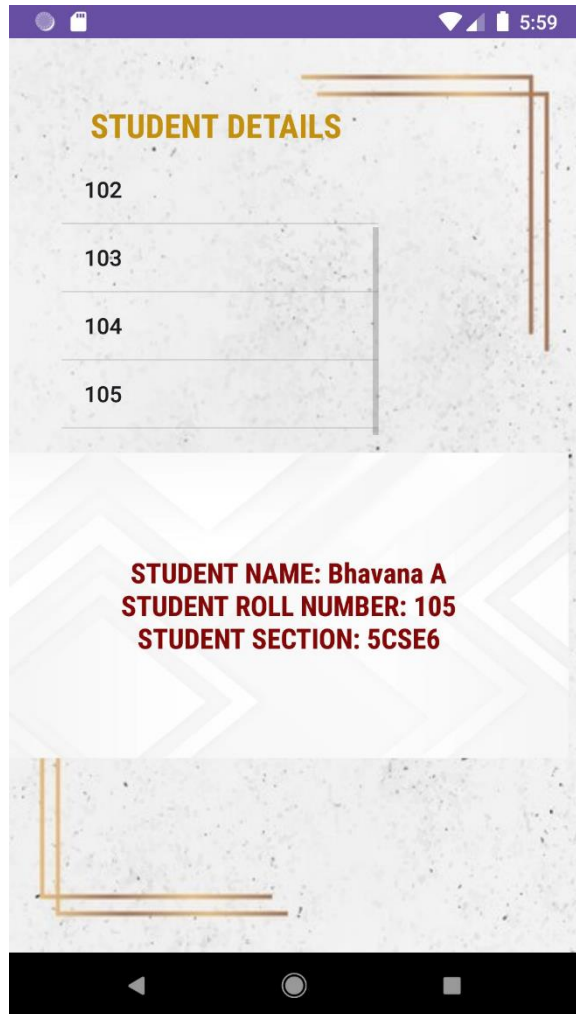 5:59
STUDENT DETAILS
102
103
104
105
STUDENT NAME: Bhavana A
STUDENT ROLL NUMBER: 105
STUDENT SECTION: 5CSE6